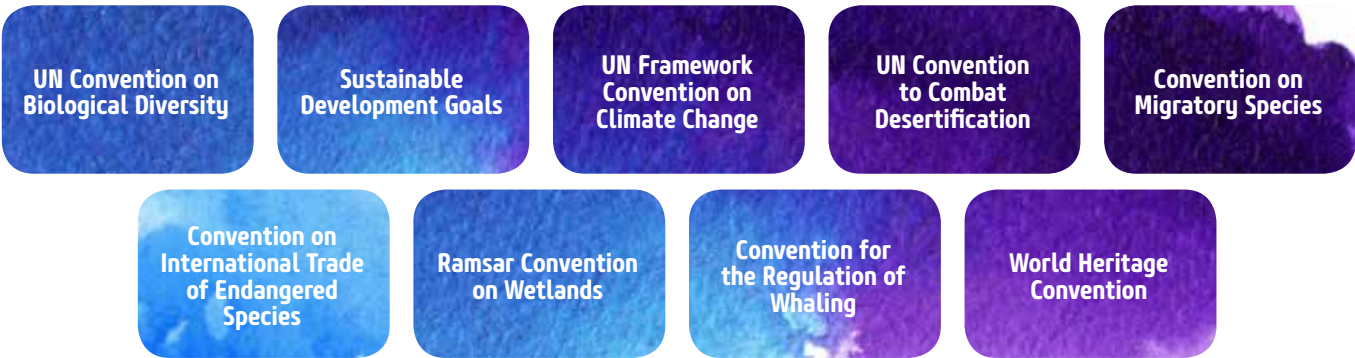 UN Convention on
Biological Diversity
Sustainable
Development Goals
UN Framework
Convention on
Climate Change
UN Convention
to Combat
Desertification
Convention on
Migratory Species
Convention on
International Trade
of Endangered
Species
Ramsar Convention
on Wetlands
Convention for
the Regulation of
Whaling
World Heritage
Convention